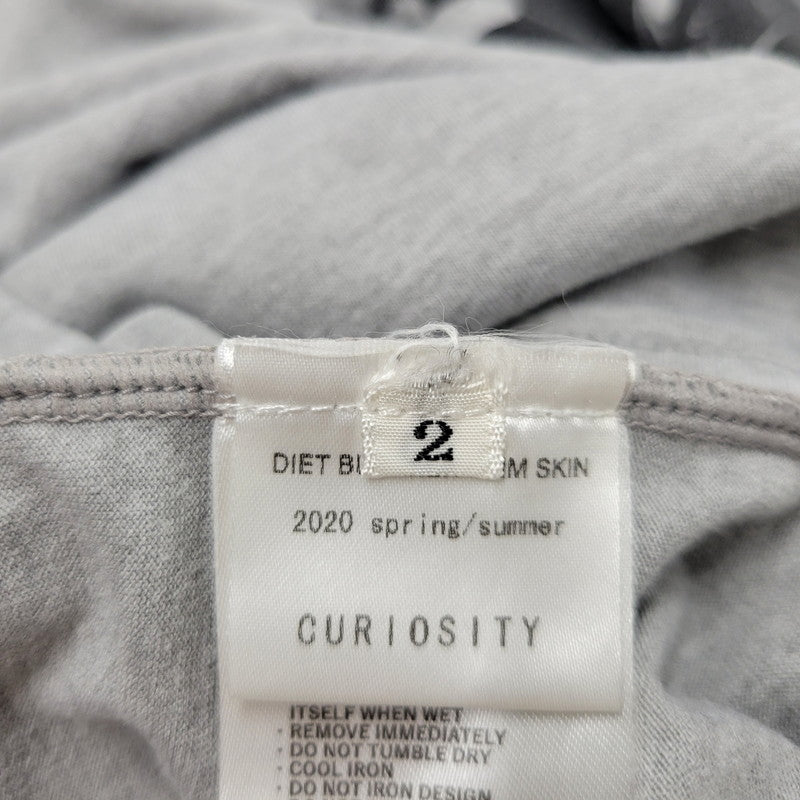 2
DIET SKIN
2020 spring/summer
CURIOSITY
ITSELF WHEN WET
· REMOVE IMMEDIATELY
· DO NOT TUMBLE DRY
· COOL IRON
· DO NOT IRON DESIGN